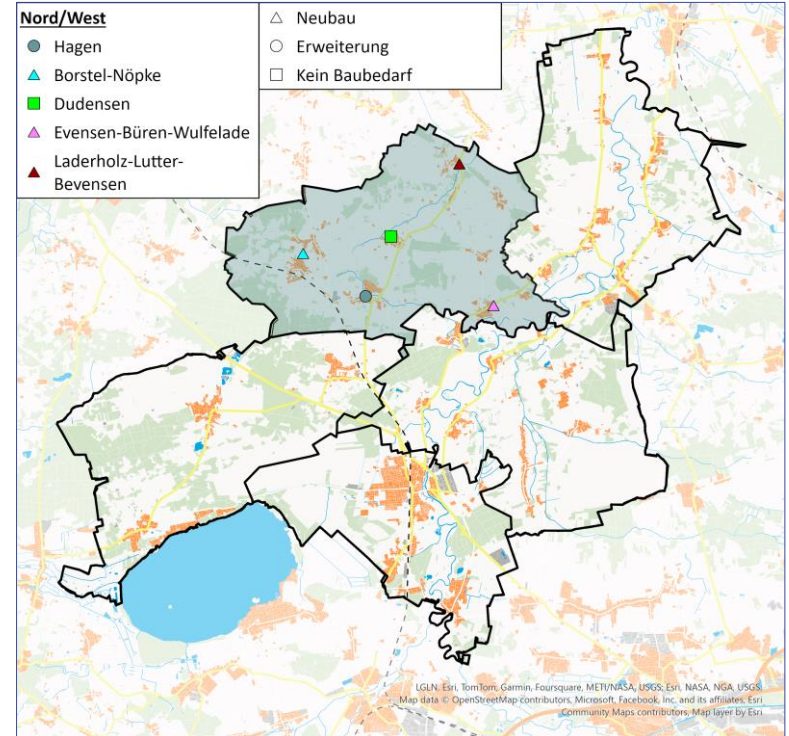 Nord/West
Hagen
Borstel-Nöpke
Dudensen
Evensen-Büren-Wulfelade
Laderholz-Lutter-
Bevensen
Neubau
Erweiterung
Kein Baubedarf
LGLN, Esri, TomTom, Garmin, Foursquare, METI/NASA, USGS; Esri, NASA, NGA, USGS;
Map data © OpenStreetMap contributors, Microsoft, Facebook, Inc. and its affiliates, Esri
Community Maps contributors, Map layer by Esri